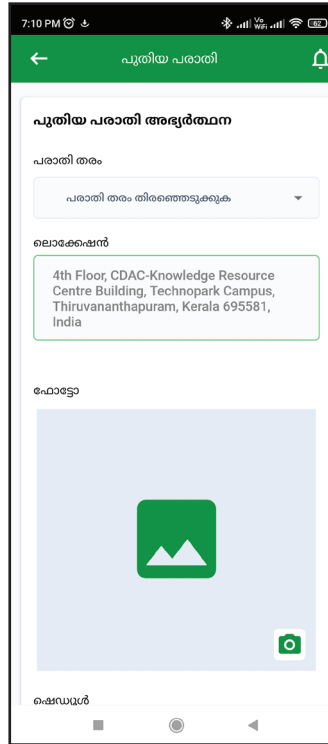 7:10 PM
Vo
WiFi
62
പുതിയ പരാതി
പുതിയ പരാതി അഭ്യർത്ഥന
പരാതി തരം
പരാതി തരം തിരഞ്ഞെടുക്കുക
ലൊക്കേഷൻ
4th Floor, CDAC-Knowledge Resource
Centre Building, Technopark Campus,
Thiruvananthapuram, Kerala 695581,
India
ഫോട്ടോ
ഷെഡ്യൂൾ